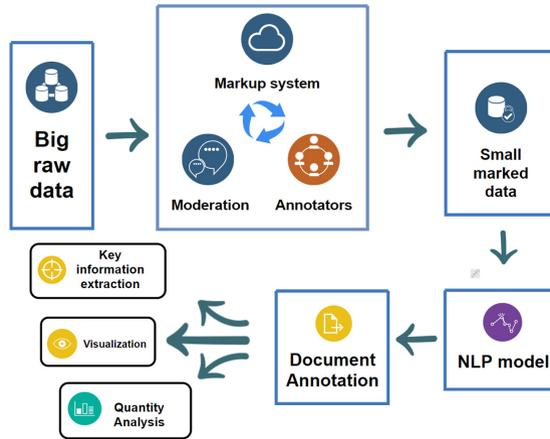 Big
raw
data
Markup system
Moderation
Annotators
Small
marked
data
Key
information
extraction
Visualization
Quantity
Analysis
Document
Annotation
NLP model